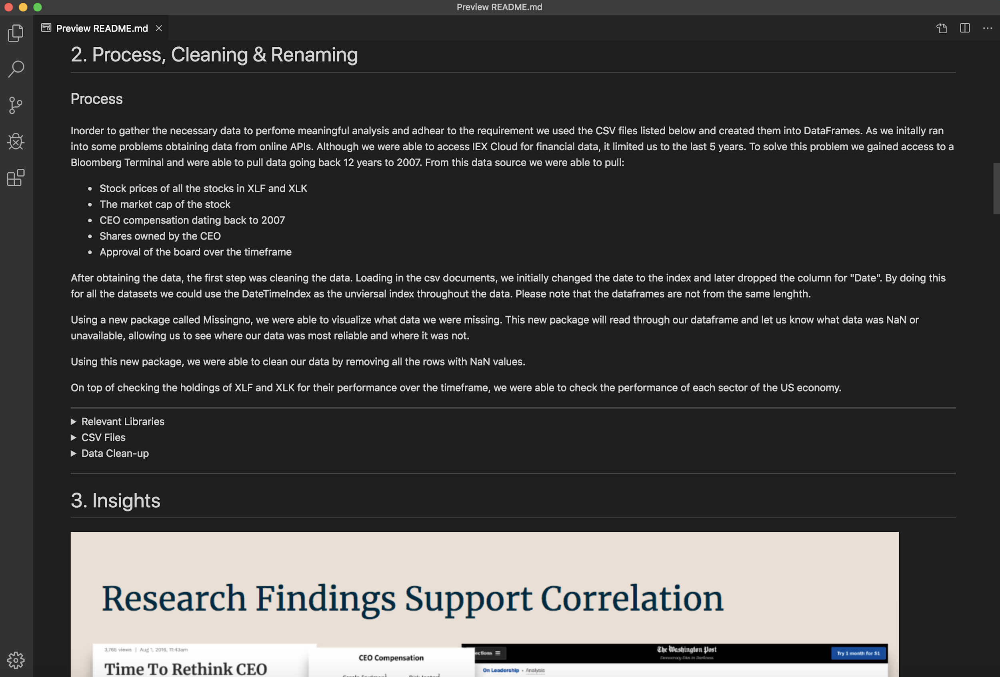 Preview README.md
Preview README.md
2. Process, Cleaning & Renaming
Process
Inorder to gather the necessary data to perfome meaningful analysis and adhear to the requirement we used the CSV files listed below and created them into DataFrames. As we initally ran
into some problems obtaining data from online APIs. Although we were able to access IEX Cloud for financial data, it limited us to the last 5 years. To solve this problem we gained access to a
Bloomberg Terminal and were able to pull data going back 12 years to 2007. From this data source we were able to pull:
• Stock prices of all the stocks in XLF and XLK
• The market cap of the stock
• CEO compensation dating back to 2007
• Shares owned by the CEO
• Approval of the board over the timeframe
After obtaining the data, the first step was cleaning the data. Loading in the csv documents, we initially changed the date to the index and later dropped the column for "Date". By doing this
for all the datasets we could use the DateTimeIndex as the unviersal index throughout the data. Please note that the dataframes are not from the same lenghth.
Using a new package called Missingno, we were able to visualize what data we were missing. This new package will read through our dataframe and let us know what data was NaN or
unavailable, allowing us to see where our data was most reliable and where it was not.
Using this new package, we were able to clean our data by removing all the rows with NaN values.
On top of checking the holdings of XLF and XLK for their performance over the timeframe, we were able to check the performance of each sector of the US economy.
Relevant Libraries
CSV Files
Data Clean-up
3. Insights
Research Findings Support Correlation
3,765 views | Aug 1, 2016, 11:43am
Time To Rethink CEO
CEO Compensation
ections
The Washington Post
Democracy Dies in Darkness
Try 1 month for $1
On Leadership • Analysis